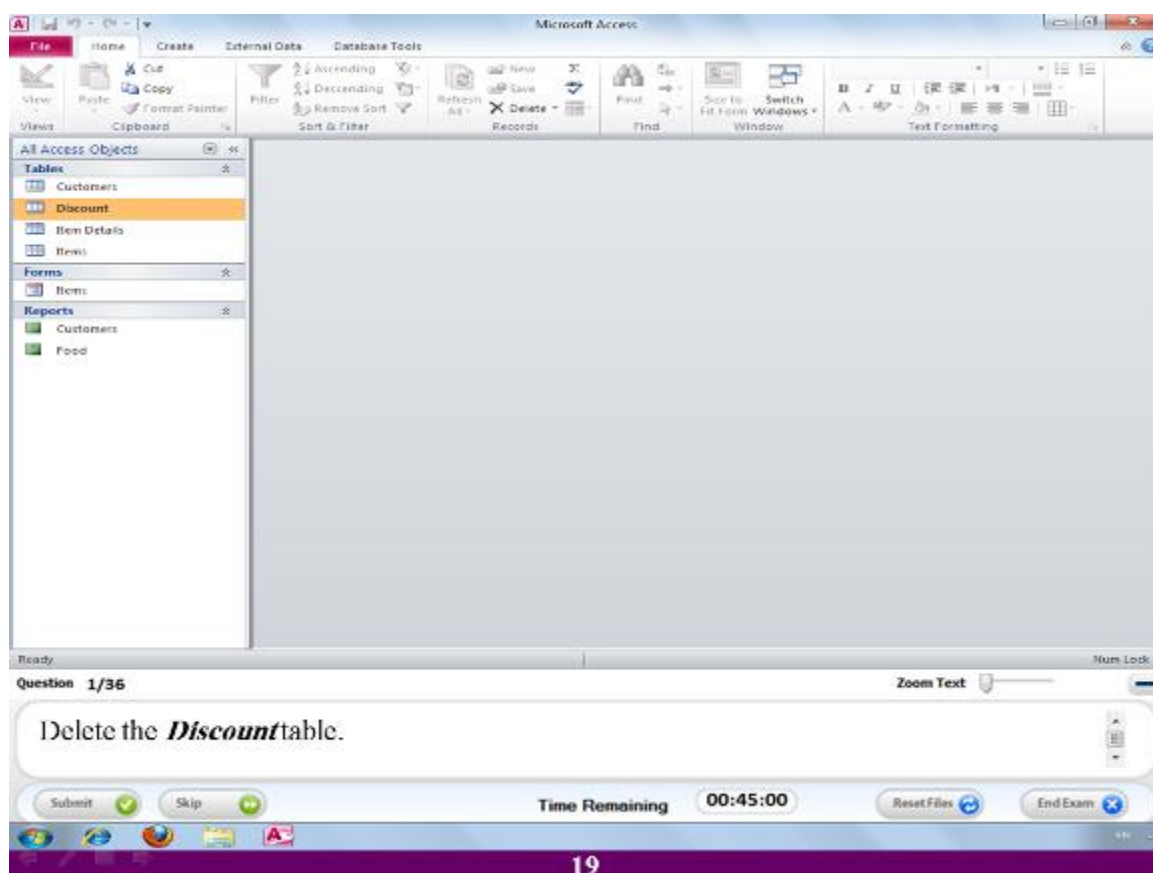 Microsoft Access
File Home Create External Data Database Tools
View Paste Cut Copy Format Painter
Filter Ascending Descending Remove Sort
Refresh All New Save Delete
Find Size to Fit Form Switch Windows
Views Clipboard Sort & Filter Records Find Window Text Formatting
All Access Objects
Tables
Customers
Discount
Item Details
Items
Forms
Items
Reports
Customers
Food
Ready Num Lock
Question 1/36 Zoom Text
Delete the Discount table.
Submit Skip Time Remaining 00:45:00 Reset Files End Exam
EN
19